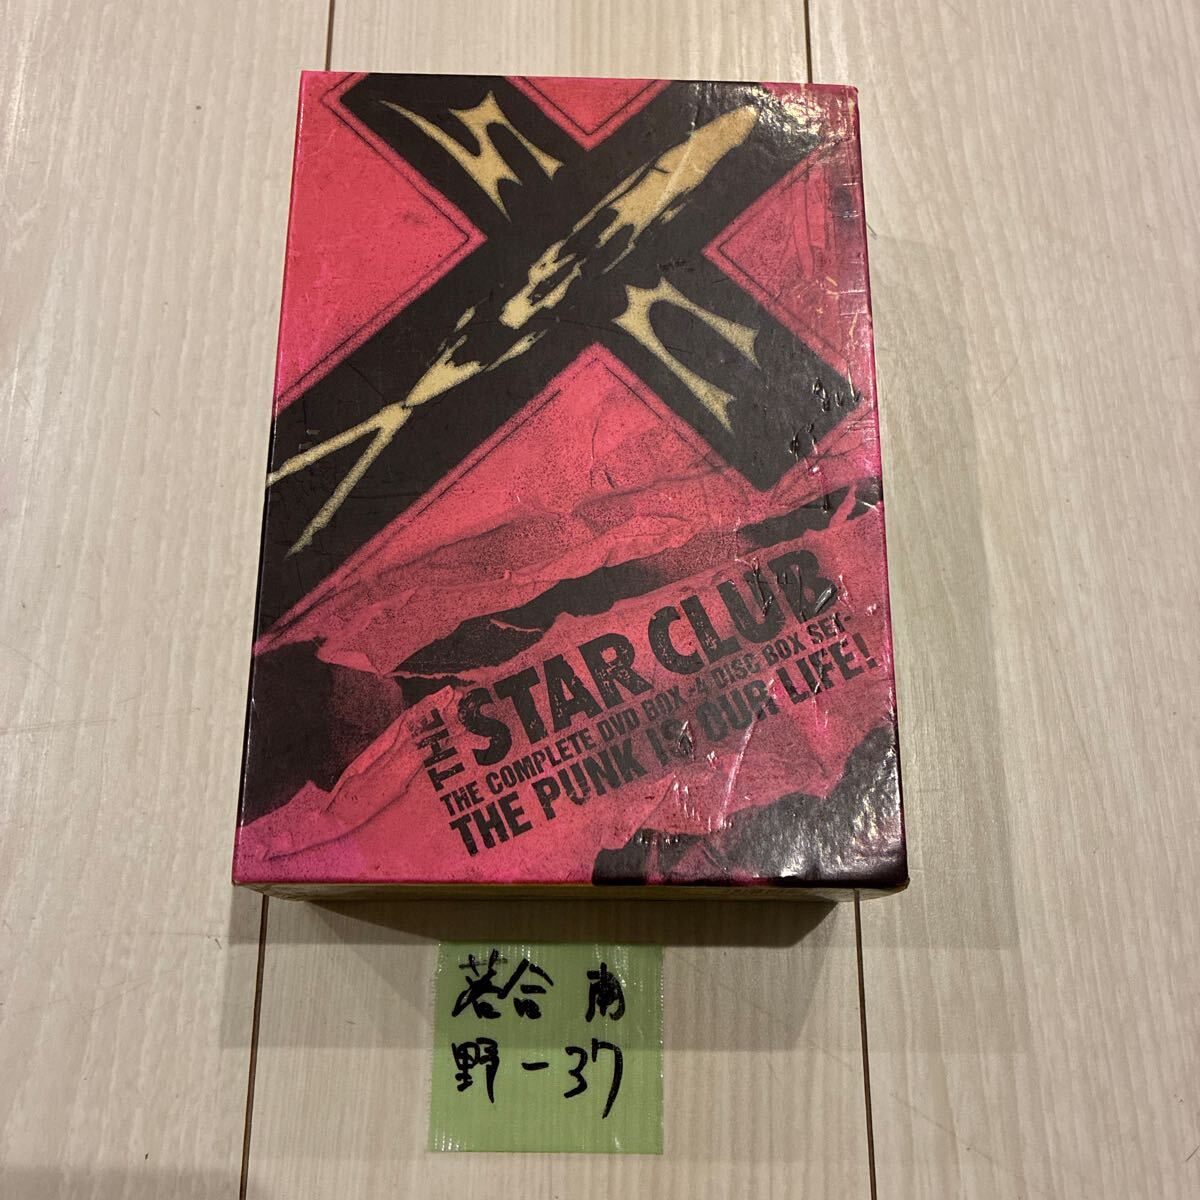 THE STAR CLUB
THE COMPLETE DVD BOX -4 DISC BOX SET-
THE PUNK IS OUR LIFE!
落合 南
野-37